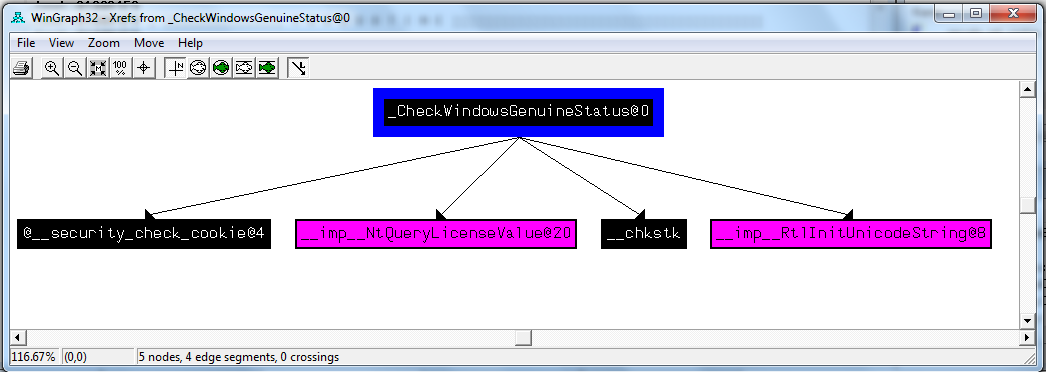 WinGraph32 - Xrefs from _CheckWindowsGenuineStatus@0
File View Zoom Move Help
100 %
_CheckWindowsGenuineStatus@0
@__security_check_cookie@4 __imp__NtQueryLicenseValue@20 __chkstk __imp__RtlInitUnicodeString@8
116.67% (0,0) 5 nodes, 4 edge segments, 0 crossings